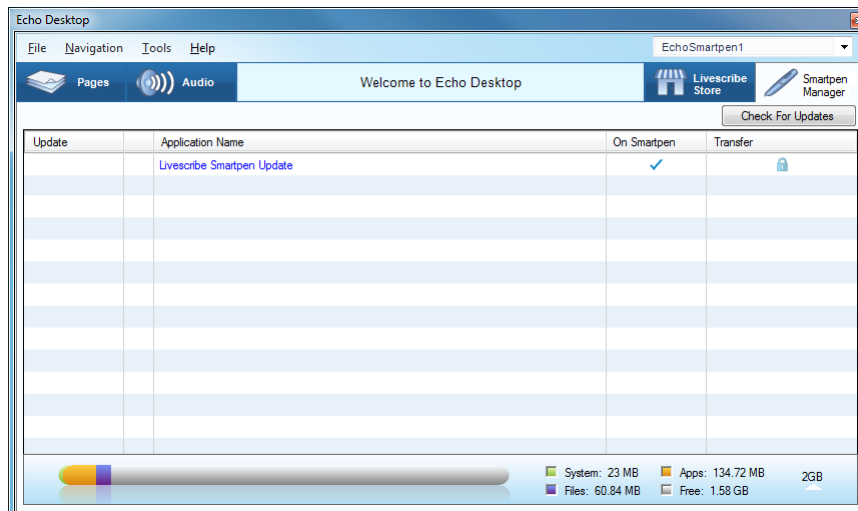 Echo Desktop
File Navigation Tools Help EchoSmartpen1
Pages Audio Welcome to Echo Desktop Livescribe Store Smartpen Manager
Check For Updates
Update Application Name On Smartpen Transfer
Livescribe Smartpen Update
System: 23 MB Apps: 134.72 MB 2GB
Files: 60.84 MB Free: 1.58 GB